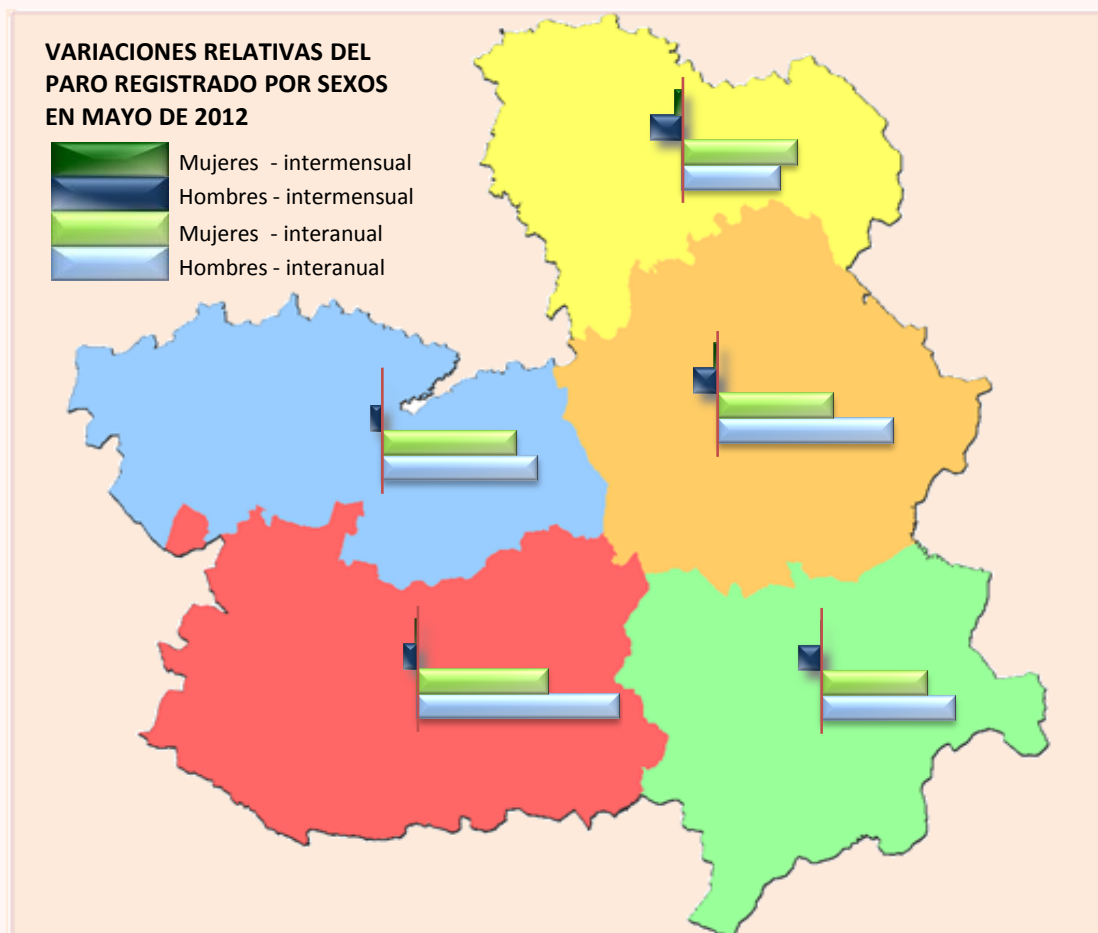 VARIACIONES RELATIVAS DEL
PARO REGISTRADO POR SEXOS
EN MAYO DE 2012
Mujeres - intermensual
Hombres - intermensual
Mujeres - interanual
Hombres - interanual